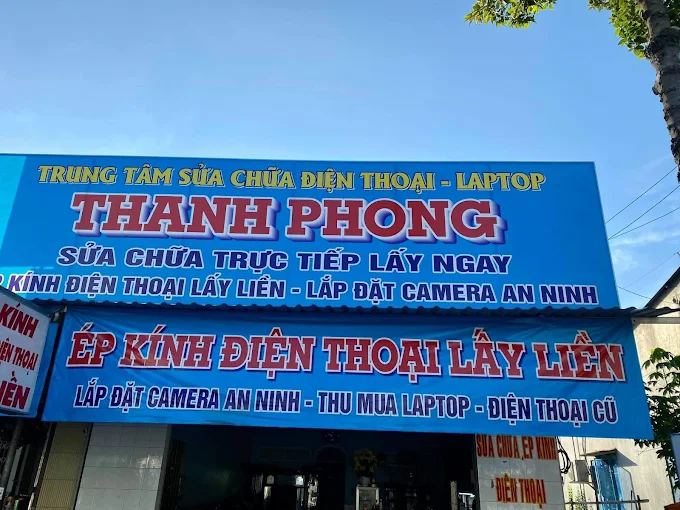 TRUNG TÂM SỬA CHỮA ĐIỆN THOẠI - LAPTOP
THANH PHONG
SỬA CHỮA TRỰC TIẾP LẤY NGAY
ÉP KÍNH ĐIỆN THOẠI LẤY LIỀN - LẮP ĐẶT CAMERA AN NINH
ÉP KÍNH ĐIỆN THOẠI LẤY LIỀN
LẮP ĐẶT CAMERA AN NINH - THU MUA LAPTOP - ĐIỆN THOẠI CŨ
KÍNH
ĐIỆN THOẠI
LIỀN
SỬA CHỮA ÉP KÍNH
ĐIỆN THOẠI